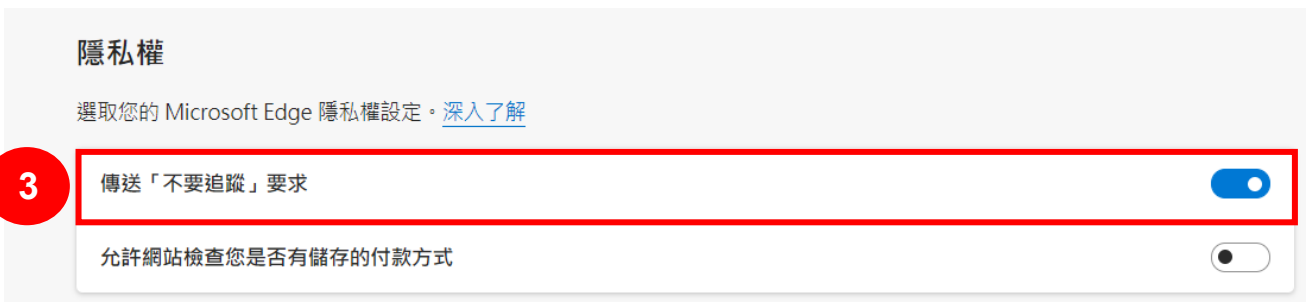 隱私權
選取您的 Microsoft Edge 隱私權設定。深入了解
3
傳送「不要追蹤」要求
允許網站檢查您是否有儲存的付款方式